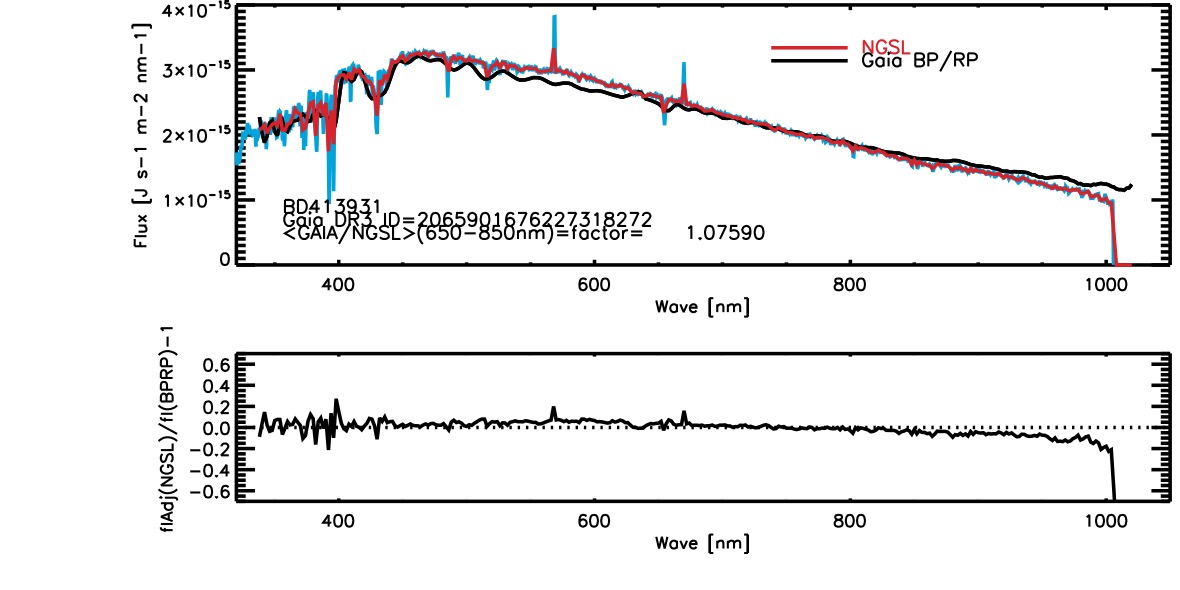 4×10⁻¹⁵
3×10⁻¹⁵
2×10⁻¹⁵
1×10⁻¹⁵
0
Flux [J s−1 m−2 nm−1]
NGSL
Gaia BP/RP
BD413931
Gaia DR3 ID=2065901676227318272
<GAIA/NGSL>(650−850nm)=factor= 1.07590
400 600 800 1000
Wave [nm]
flAdj(NGSL)/fl(BPRP)−1
0.6
0.4
0.2
0.0
−0.2
−0.4
−0.6
400 600 800 1000
Wave [nm]